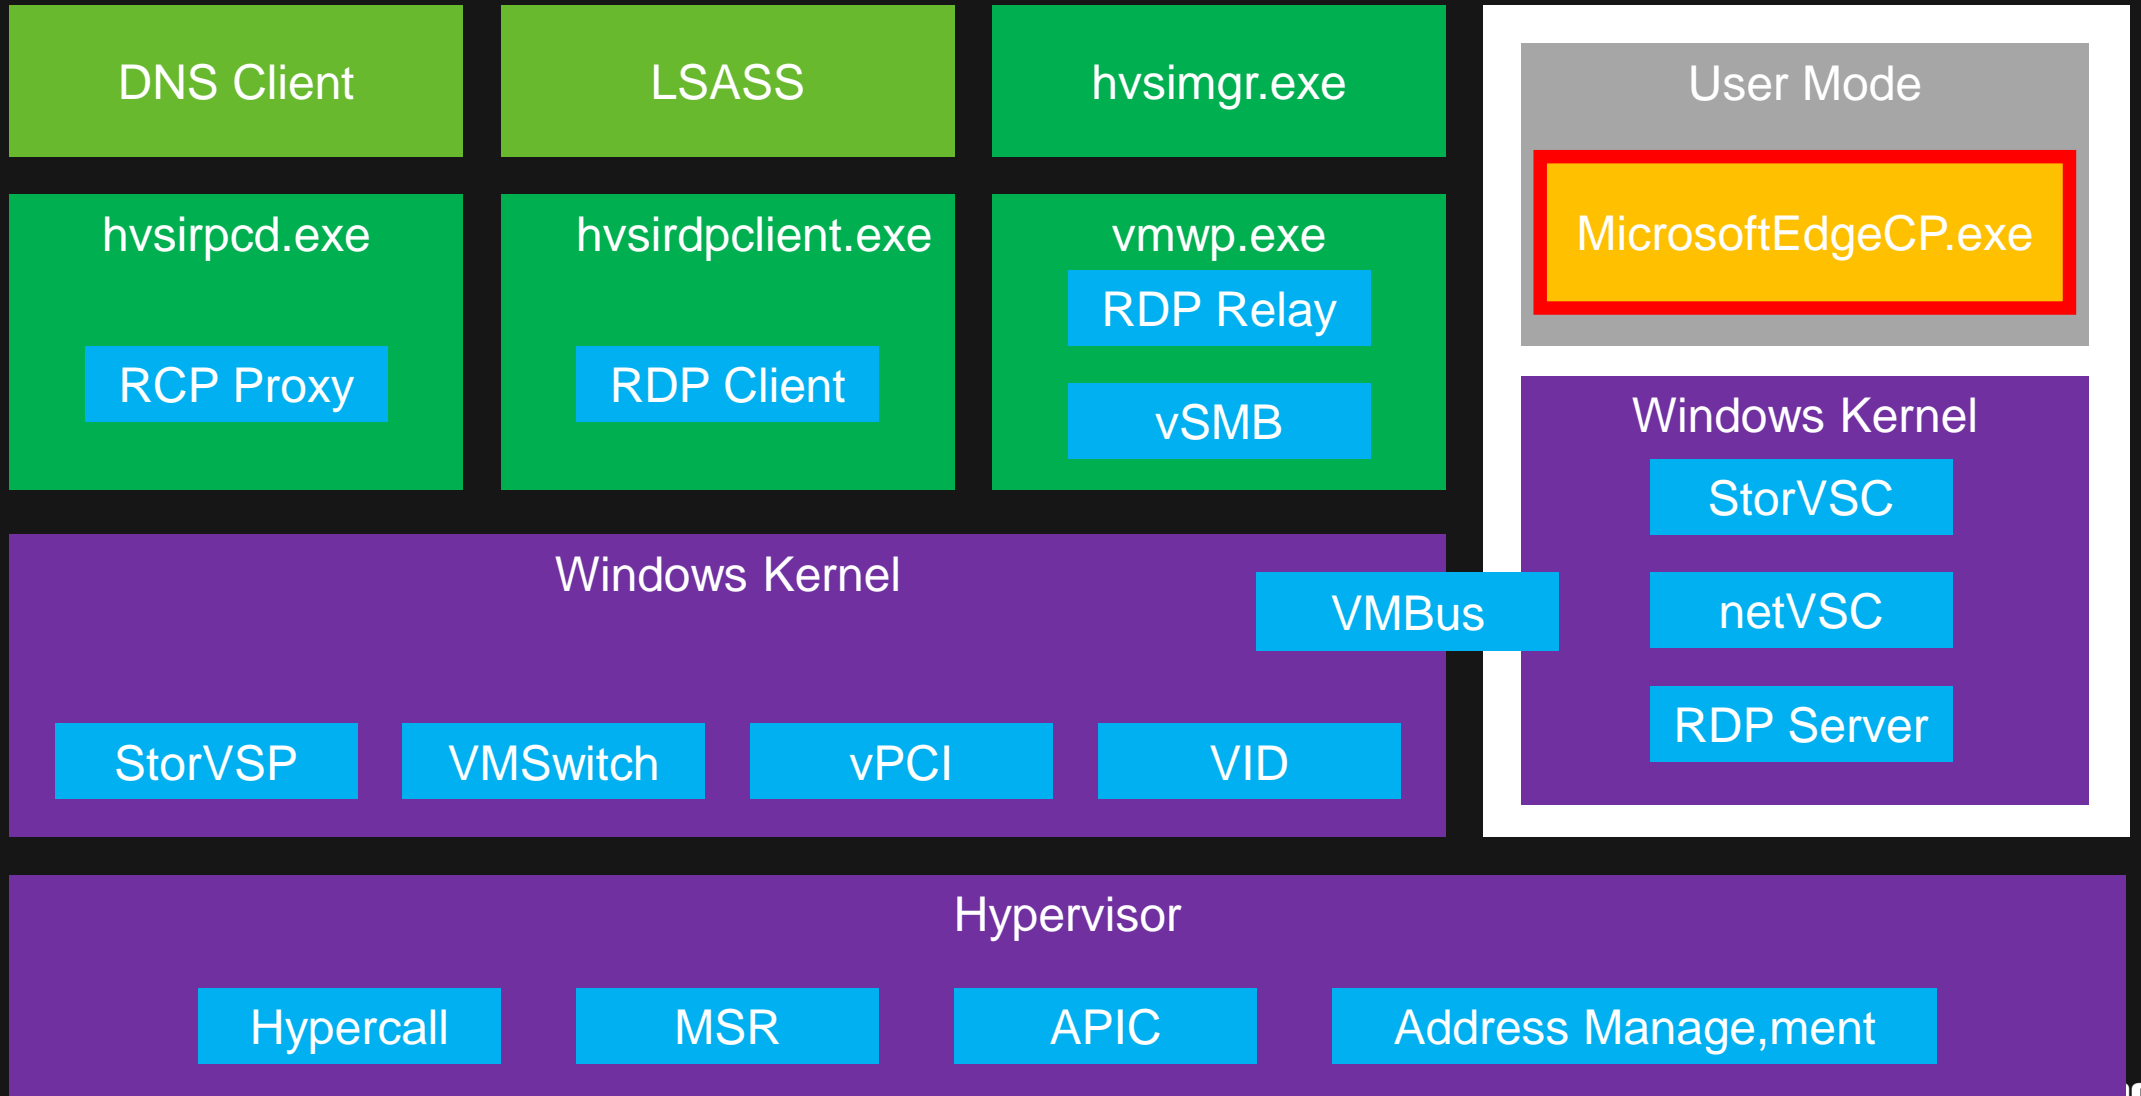 DNS Client
LSASS
hvsimgr.exe
User Mode
MicrosoftEdgeCP.exe
hvsirpcd.exe
RCP Proxy
hvsirdpclient.exe
RDP Client
vmwp.exe
RDP Relay
vSMB
Windows Kernel
StorVSC
netVSC
RDP Server
Windows Kernel
VMBus
StorVSP
VMSwitch
vPCI
VID
Hypervisor
Hypercall
MSR
APIC
Address Manage,ment